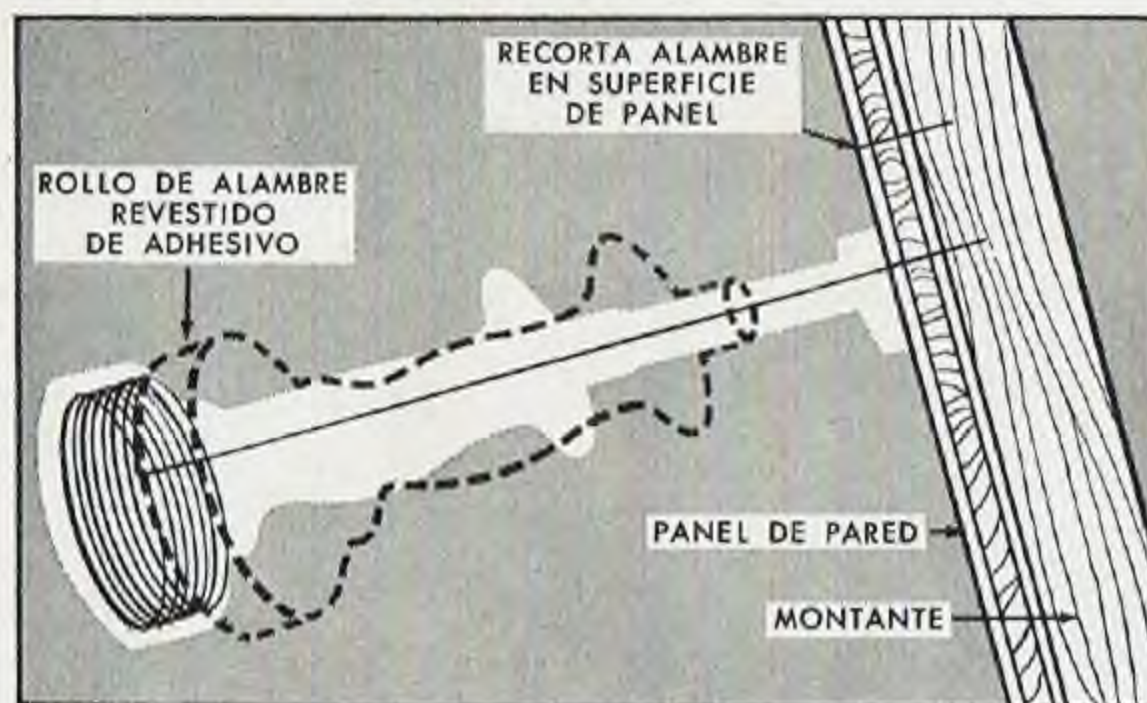 RECORTA ALAMBRE
EN SUPERFICIE
DE PANEL
ROLLO DE ALAMBRE
REVESTIDO
DE ADHESIVO
PANEL DE PARED
MONTANTE